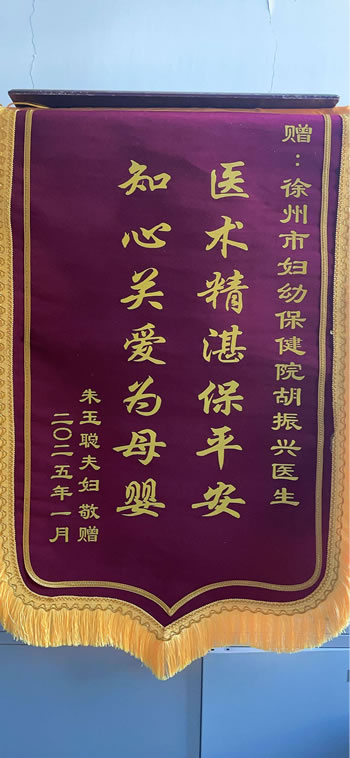 赠：徐州市妇幼保健院胡振兴医生
医术精湛保平安
知心关爱为母婴
朱玉聪夫妇敬赠
二〇二五年一月